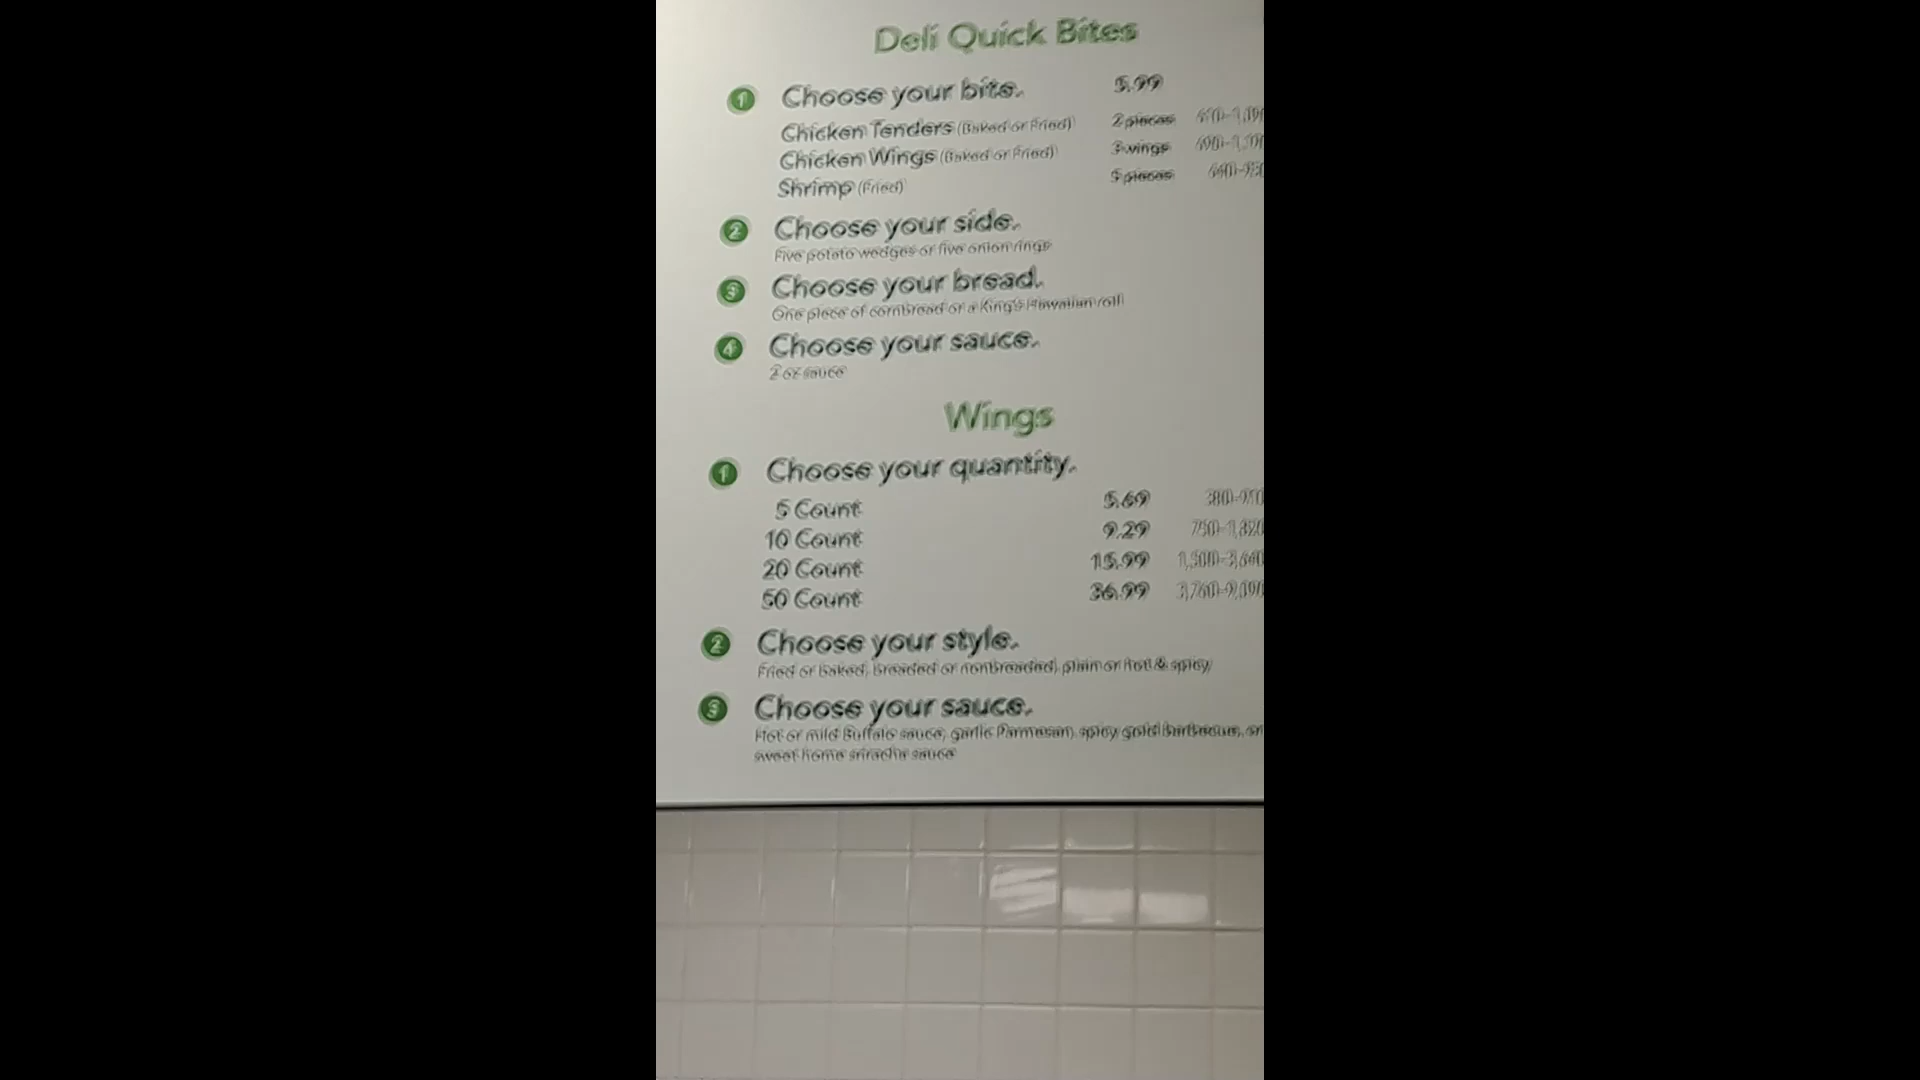 Deli Quick Bites
1 Choose your bite. 5.99
Chicken Tenders (Baked or Fried) 2 pieces
Chicken Wings (Baked or Fried) 3 wings
Shrimp (Fried) 5 pieces
2 Choose your side.
Five potato wedges or five onion rings
3 Choose your bread.
One piece of cornbread or a King's Hawaiian roll
4 Choose your sauce.
2 oz sauce
Wings
1 Choose your quantity.
5 Count 5.69
10 Count 9.29
20 Count 15.99
50 Count 36.99
2 Choose your style.
Fried or baked, breaded or nonbreaded, plain or hot & spicy
3 Choose your sauce.
Hot or mild Buffalo sauce, garlic Parmesan, spicy gold barbecue, or
sweet home sriracha sauce